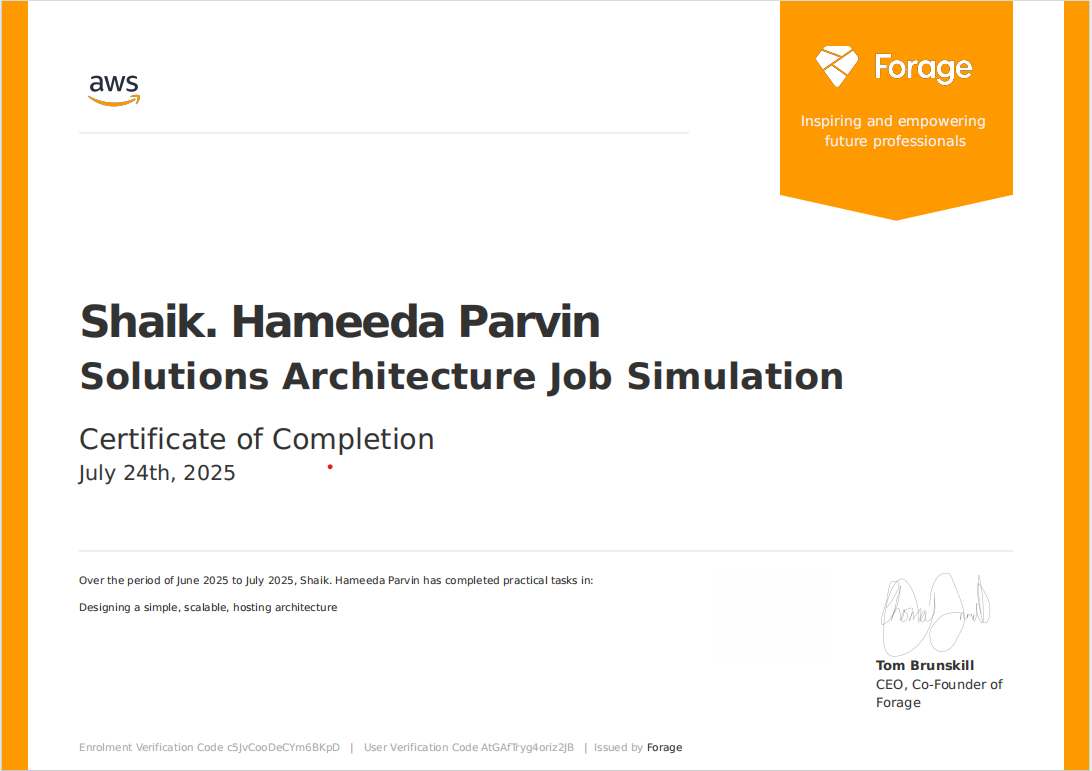 aws
Forage
Inspiring and empowering
future professionals
Shaik. Hameeda Parvin
Solutions Architecture Job Simulation
Certificate of Completion
July 24th, 2025
Over the period of June 2025 to July 2025, Shaik. Hameeda Parvin has completed practical tasks in:
Designing a simple, scalable, hosting architecture
Tom Brunskill
CEO, Co-Founder of
Forage
Enrolment Verification Code c5JvCooDeCYm6BKpD | User Verification Code AtGAfTryg4oriz2JB | Issued by Forage